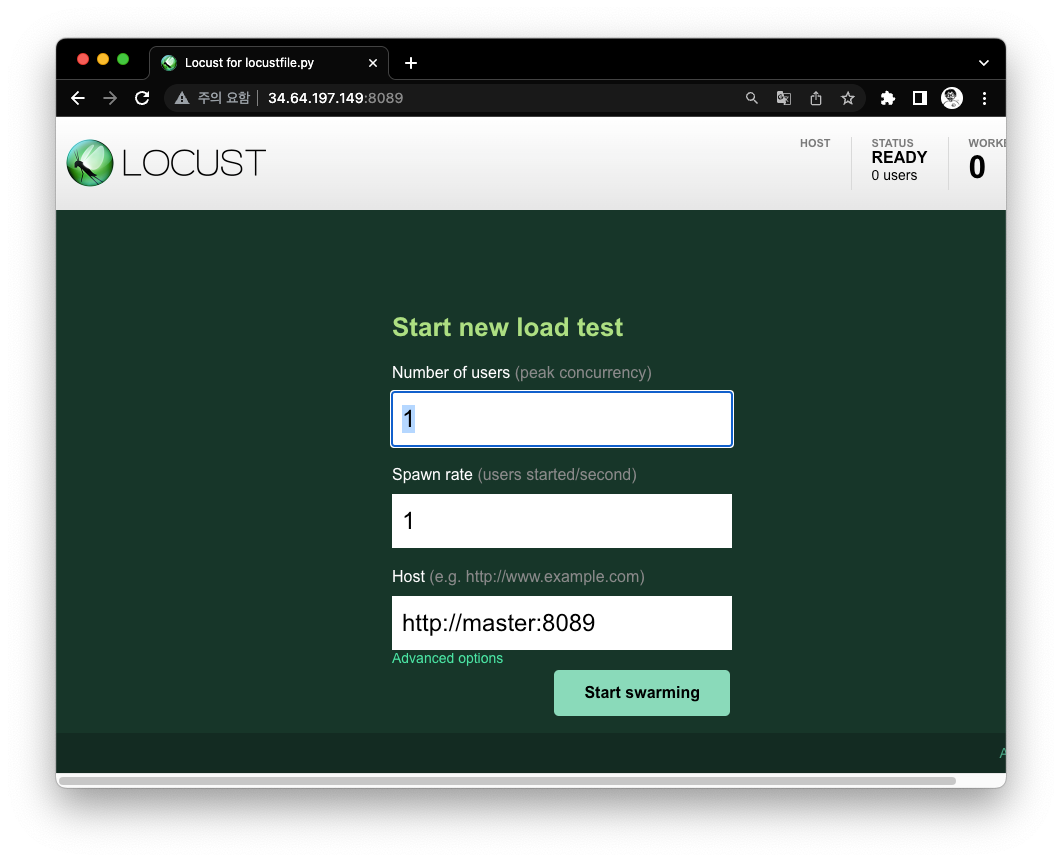 Locust for locustfile.py
주의 요함
34.64.197.149:8089
LOCUST
HOST
STATUS
READY
0 users
WORKE
0
Start new load test
Number of users (peak concurrency)
1
Spawn rate (users started/second)
1
Host (e.g. http://www.example.com)
http://master:8089
Advanced options
Start swarming